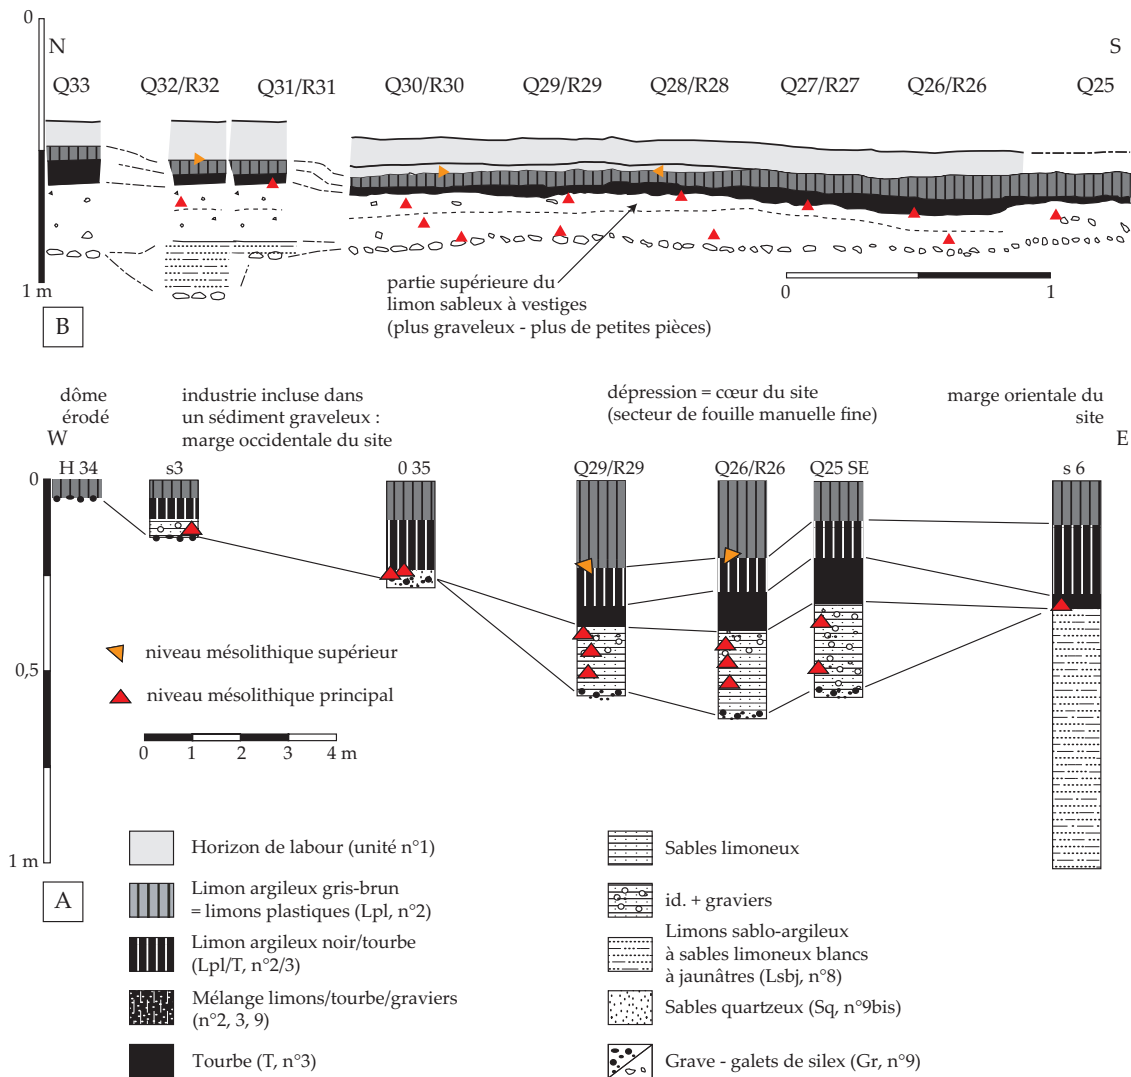 0
N
S
Q33
Q32/R32
Q31/R31
Q30/R30
Q29/R29
Q28/R28
Q27/R27
Q26/R26
Q25
1 m
B
partie supérieure du
limon sableux à vestiges
(plus graveleux - plus de petites pièces)
0
1
dôme
érodé
industrie incluse dans
un sédiment graveleux :
marge occidentale du site
dépression = cœur du site
(secteur de fouille manuelle fine)
marge orientale du
site
W
E
0
H 34
s3
0 35
Q29/R29
Q26/R26
Q25 SE
s 6
niveau mésolithique supérieur
0,5
niveau mésolithique principal
0 1 2 3 4 m
1 m
A
Horizon de labour (unité n°1)
Limon argileux gris-brun
= limons plastiques (Lpl, n°2)
Limon argileux noir/tourbe
(Lpl/T, n°2/3)
Mélange limons/tourbe/graviers
(n°2, 3, 9)
Tourbe (T, n°3)
Sables limoneux
id. + graviers
Limons sablo-argileux
à sables limoneux blancs
à jaunâtres (Lsbj, n°8)
Sables quartzeux (Sq, n°9bis)
Grave - galets de silex (Gr, n°9)